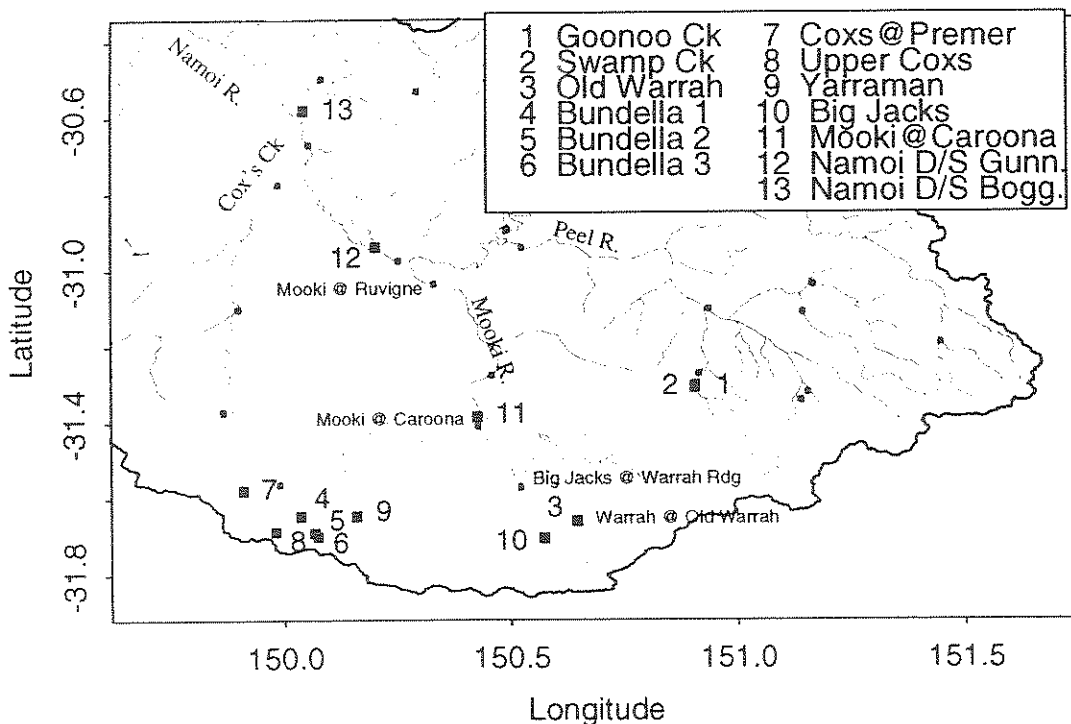 1 Goonoo Ck
2 Swamp Ck
3 Old Warrah
4 Bundella 1
5 Bundella 2
6 Bundella 3
7 Coxs@Premer
8 Upper Coxs
9 Yarraman
10 Big Jacks
11 Mooki@Caroona
12 Namoi D/S Gunn.
13 Namoi D/S Bogg.
Namoi R.
13
Cox's Ck
Peel R.
12
Mooki @ Ruvigne
Mooki R.
2 1
Mooki @ Caroona
11
Big Jacks @ Warrah Rdg
7
4
3
5
9
Warrah @ Old Warrah
8
6
10
Latitude
-30.6
-31.0
-31.4
-31.8
150.0 150.5 151.0 151.5
Longitude